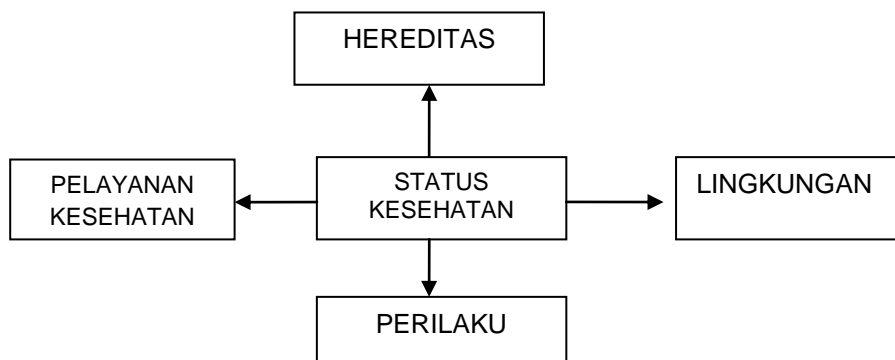 HEREDITAS
PELAYANAN
KESEHATAN
STATUS
KESEHATAN
LINGKUNGAN
PERILAKU